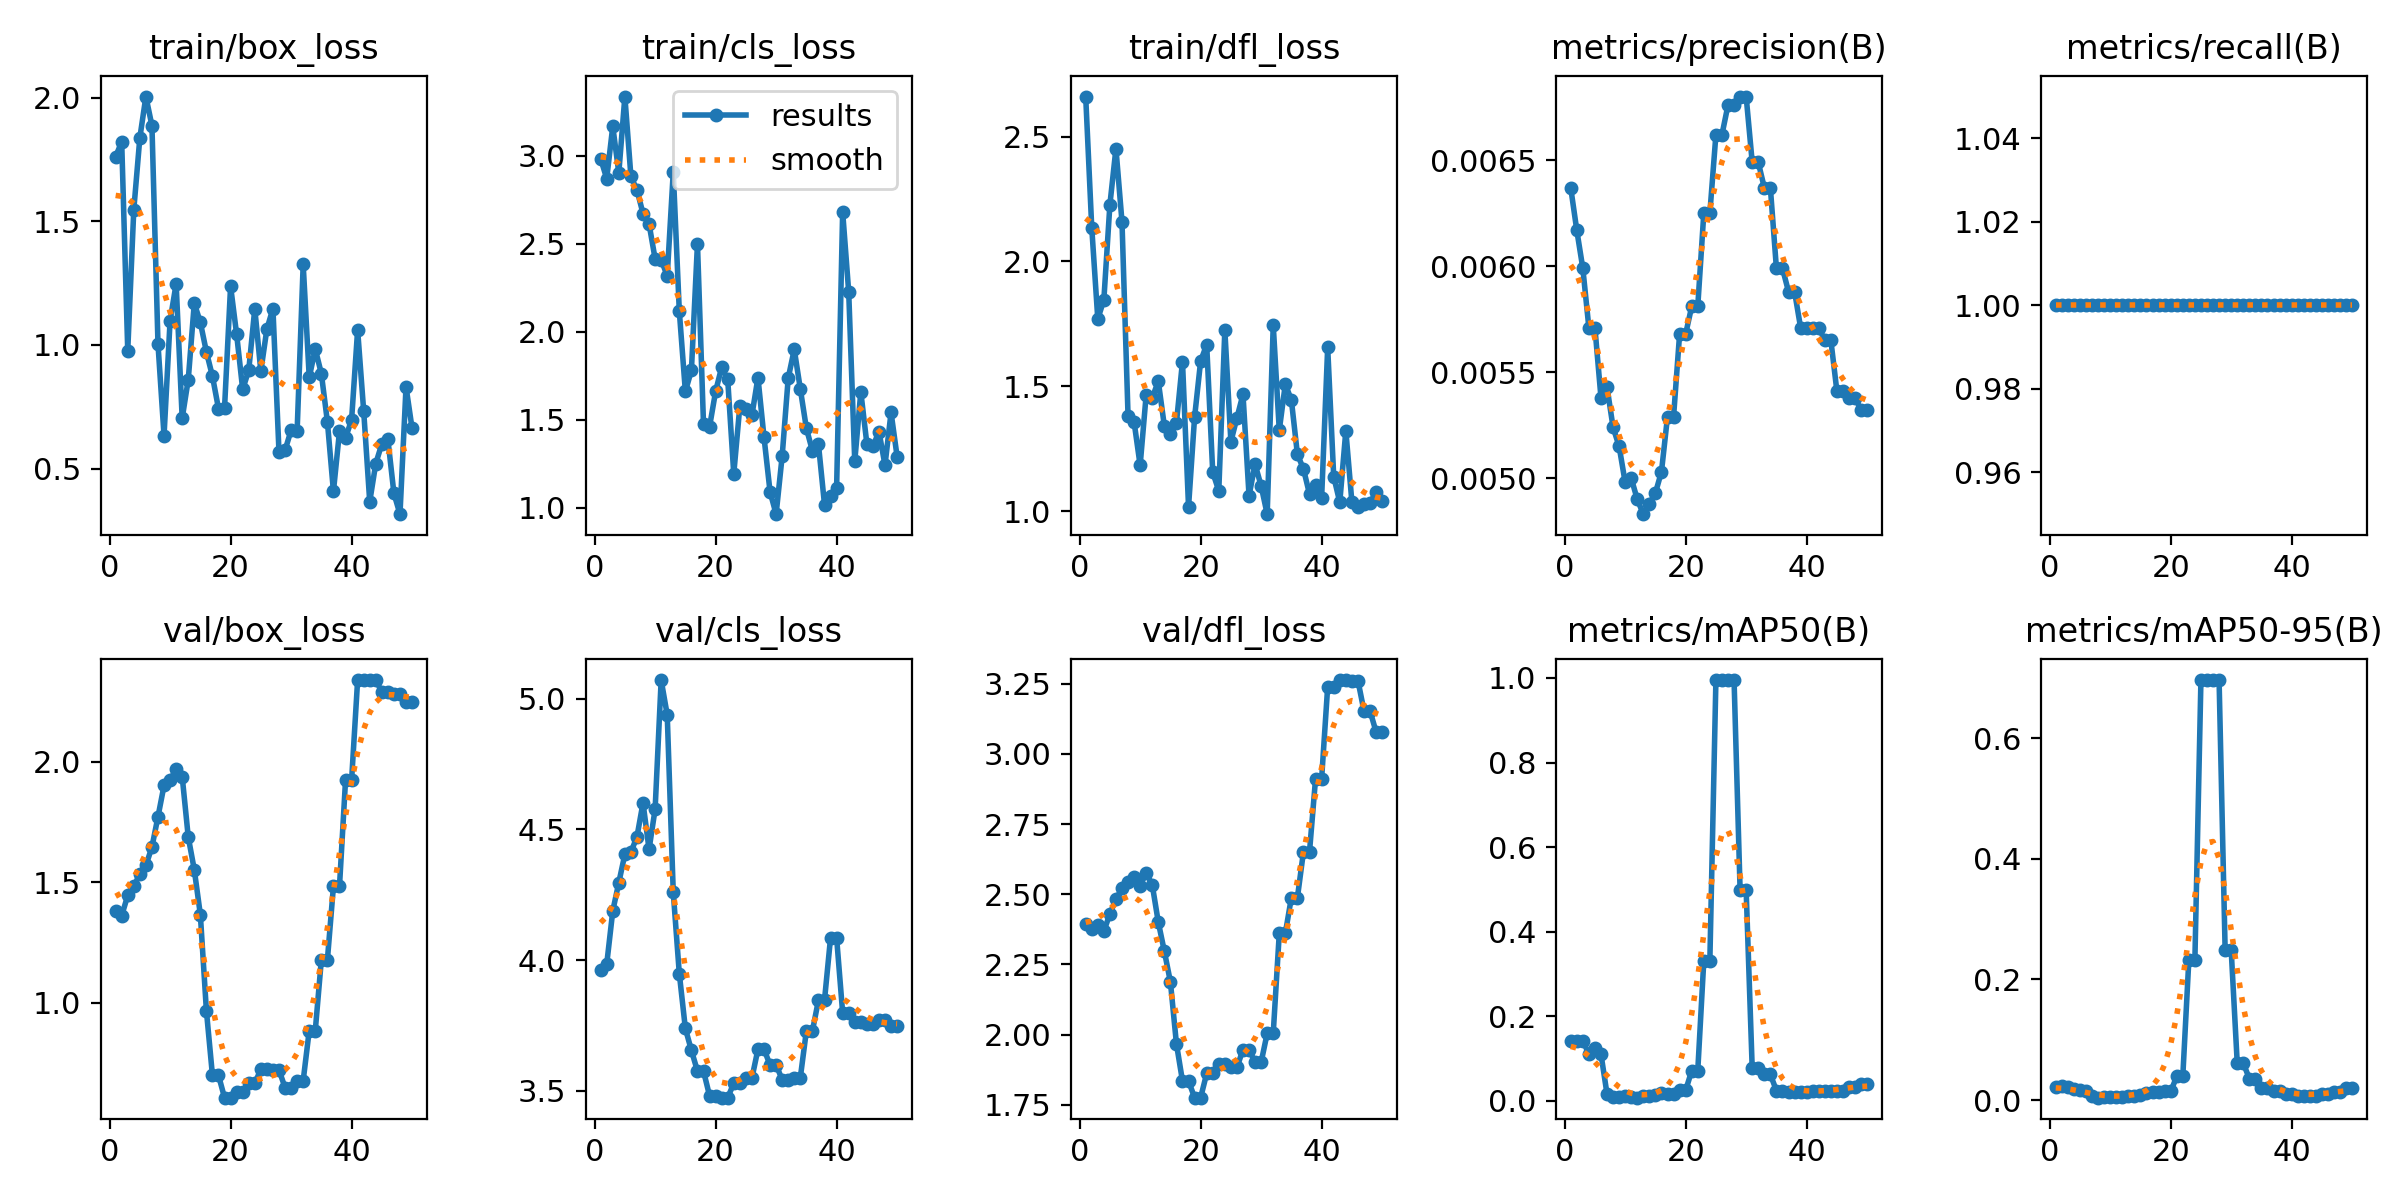 train/box_loss
2.0
1.5
1.0
0.5
0 20 40
train/cls_loss
results
smooth
3.0
2.5
2.0
1.5
1.0
0 20 40
train/dfl_loss
2.5
2.0
1.5
1.0
0 20 40
metrics/precision(B)
0.0065
0.0060
0.0055
0.0050
0 20 40
metrics/recall(B)
1.04
1.02
1.00
0.98
0.96
0 20 40
val/box_loss
2.0
1.5
1.0
0 20 40
val/cls_loss
5.0
4.5
4.0
3.5
0 20 40
val/dfl_loss
3.25
3.00
2.75
2.50
2.25
2.00
1.75
0 20 40
metrics/mAP50(B)
1.0
0.8
0.6
0.4
0.2
0.0
0 20 40
metrics/mAP50-95(B)
0.6
0.4
0.2
0.0
0 20 40